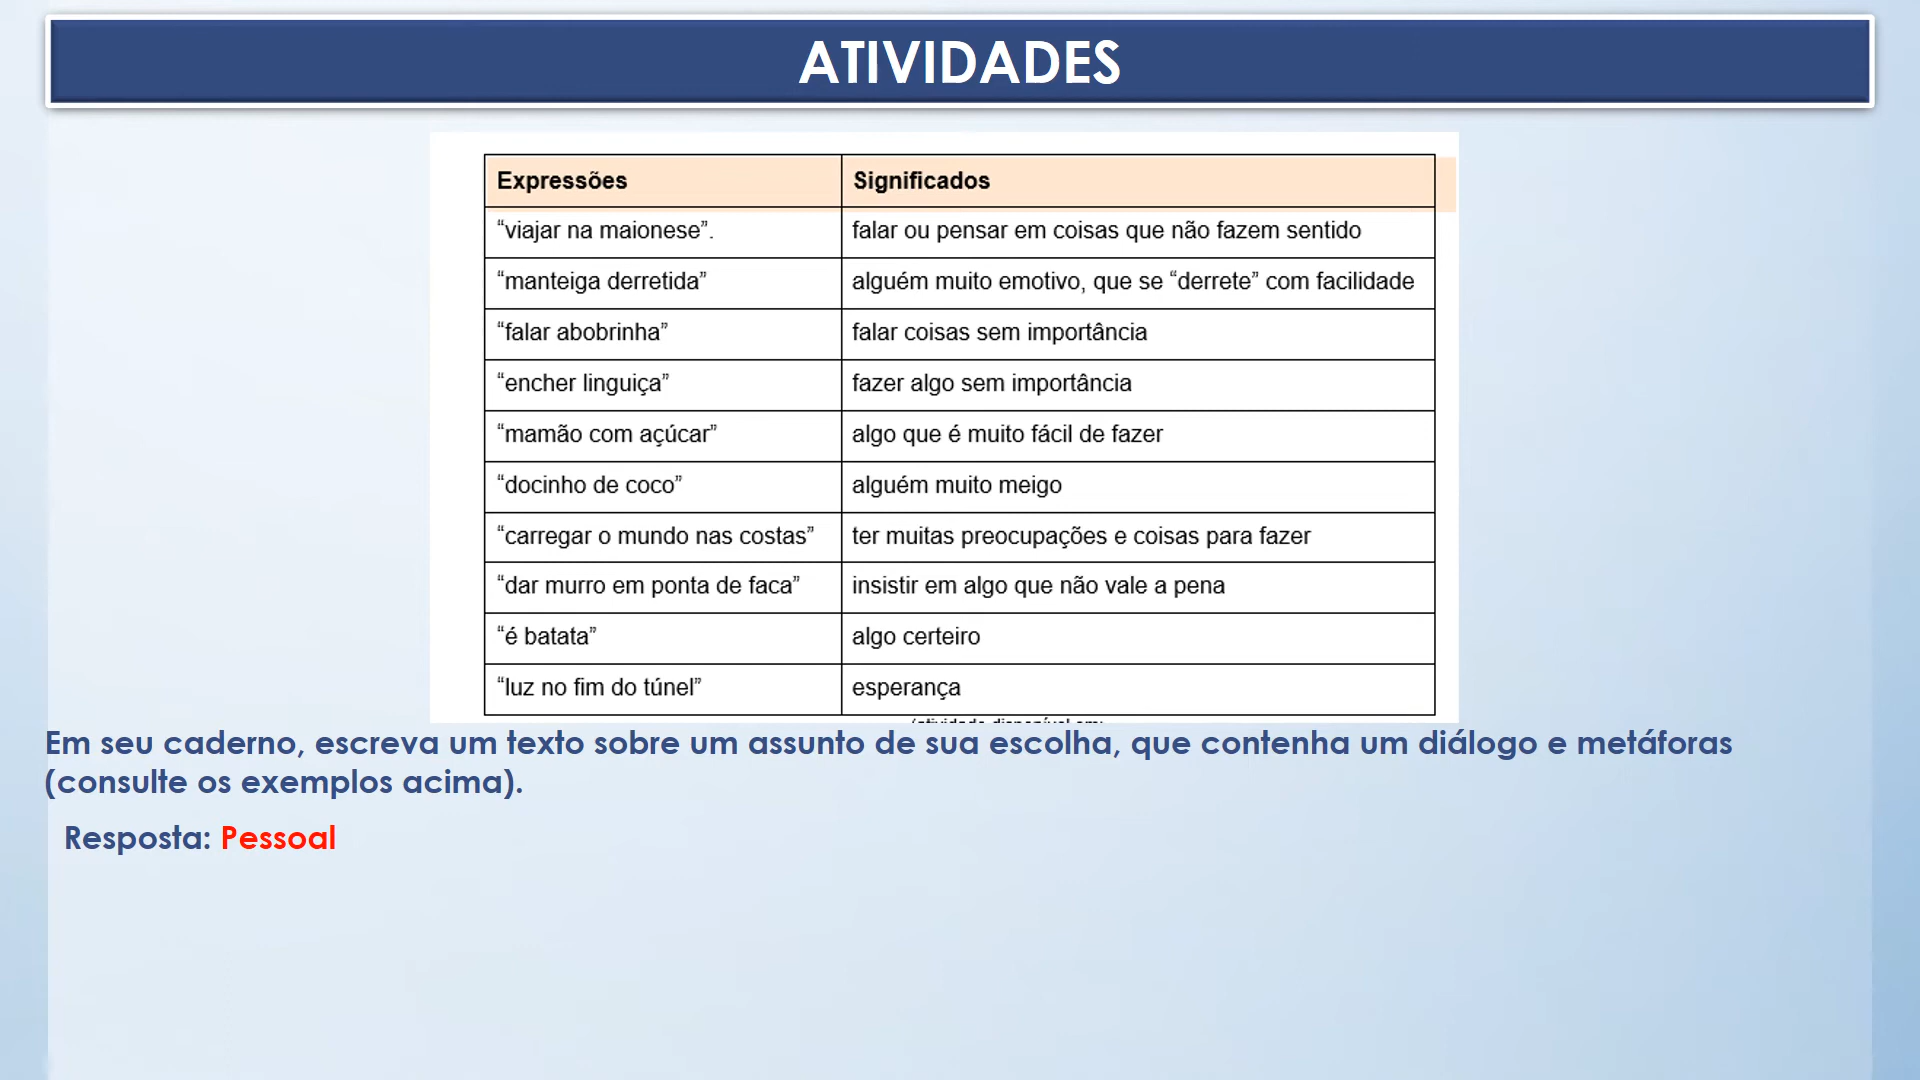 ATIVIDADES
Expressões Significados
“viajar na maionese”. falar ou pensar em coisas que não fazem sentido
“manteiga derretida” alguém muito emotivo, que se “derrete” com facilidade
“falar abobrinha” falar coisas sem importância
“encher linguiça” fazer algo sem importância
“mamão com açúcar” algo que é muito fácil de fazer
“docinho de coco” alguém muito meigo
“carregar o mundo nas costas” ter muitas preocupações e coisas para fazer
“dar murro em ponta de faca” insistir em algo que não vale a pena
“é batata” algo certeiro
“luz no fim do túnel” esperança
Em seu caderno, escreva um texto sobre um assunto de sua escolha, que contenha um diálogo e metáforas
(consulte os exemplos acima).
Resposta: Pessoal